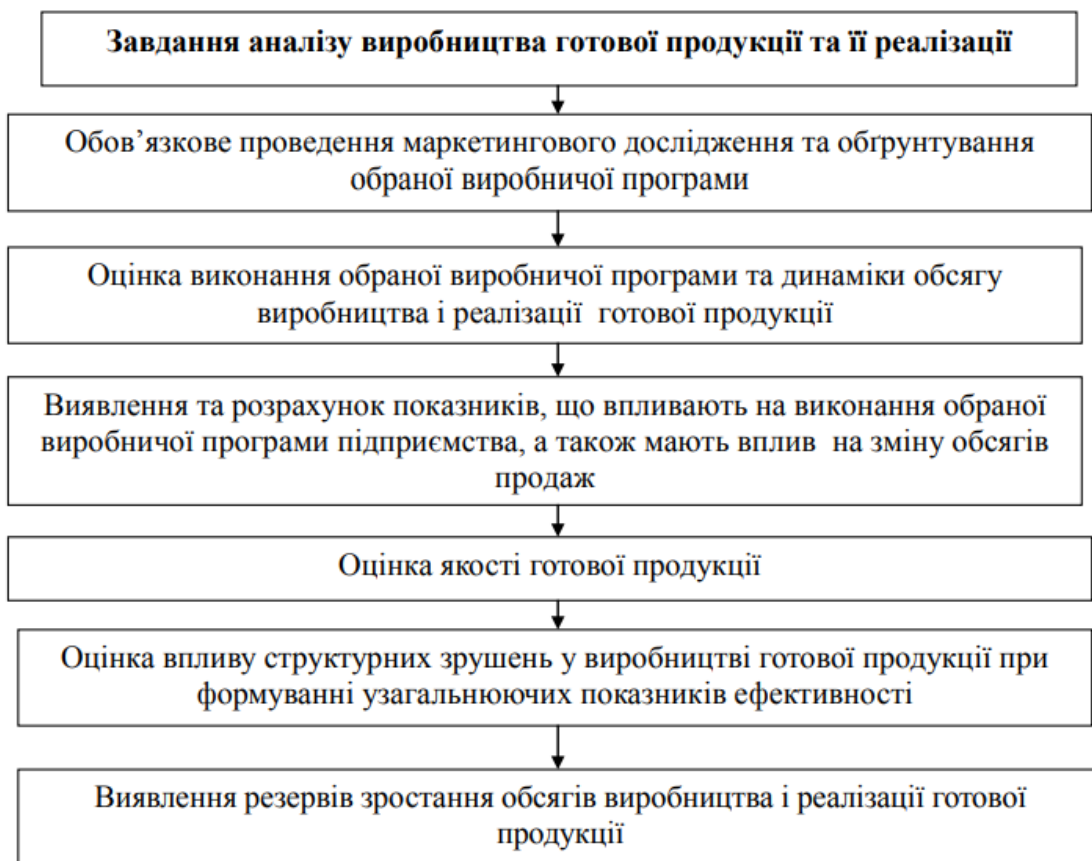 Завдання аналізу виробництва готової продукції та її реалізації
Обов’язкове проведення маркетингового дослідження та обґрунтування
обраної виробничої програми
Оцінка виконання обраної виробничої програми та динаміки обсягу
виробництва і реалізації готової продукції
Виявлення та розрахунок показників, що впливають на виконання обраної
виробничої програми підприємства, а також мають вплив на зміну обсягів
продаж
Оцінка якості готової продукції
Оцінка впливу структурних зрушень у виробництві готової продукції при
формуванні узагальнюючих показників ефективності
Виявлення резервів зростання обсягів виробництва і реалізації готової
продукції